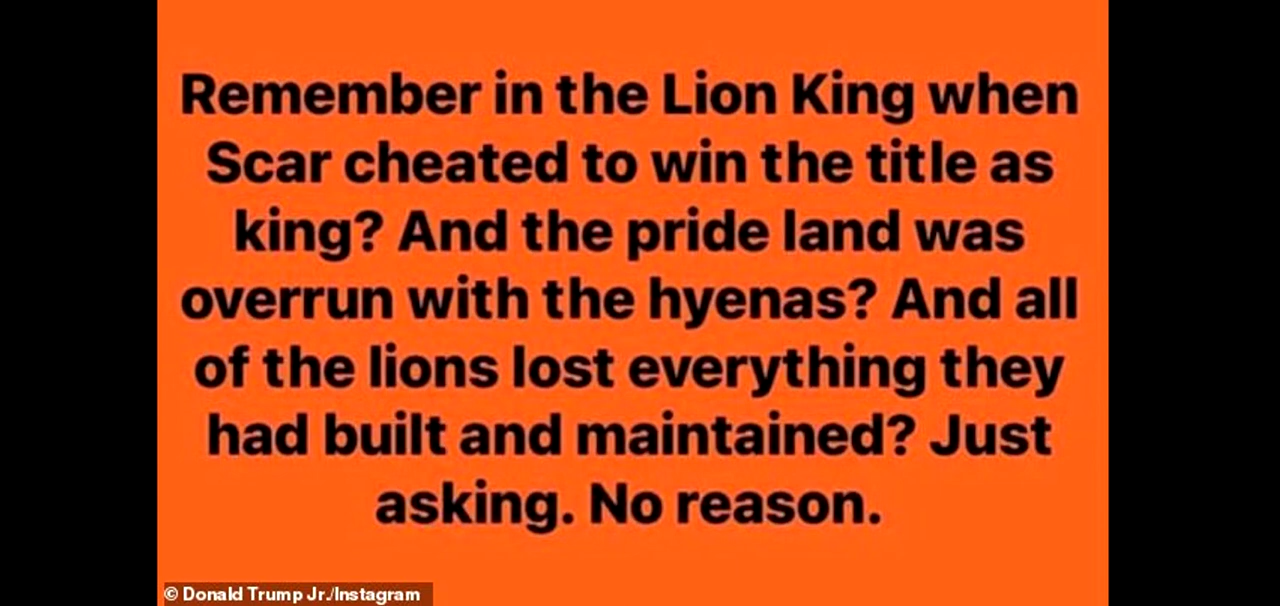 Remember in the Lion King when
Scar cheated to win the title as
king? And the pride land was
overrun with the hyenas? And all
of the lions lost everything they
had built and maintained? Just
asking. No reason.
© Donald Trump Jr./Instagram